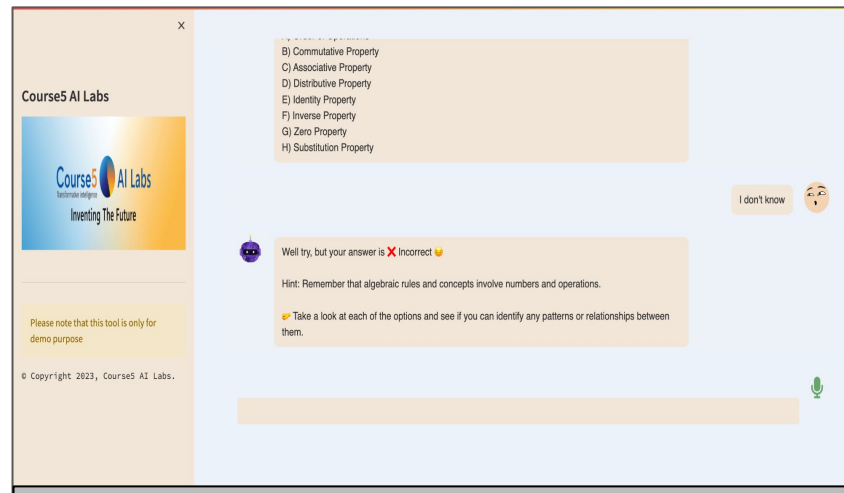 X
Course5 AI Labs
Course5 AI Labs
Transformative Intelligence
Inventing The Future
Please note that this tool is only for
demo purpose
© Copyright 2023, Course5 AI Labs.
B) Commutative Property
C) Associative Property
D) Distributive Property
E) Identity Property
F) Inverse Property
G) Zero Property
H) Substitution Property
I don't know
Well try, but your answer is ❌ Incorrect 😔
Hint: Remember that algebraic rules and concepts involve numbers and operations.
🤛 Take a look at each of the options and see if you can identify any patterns or relationships between
them.